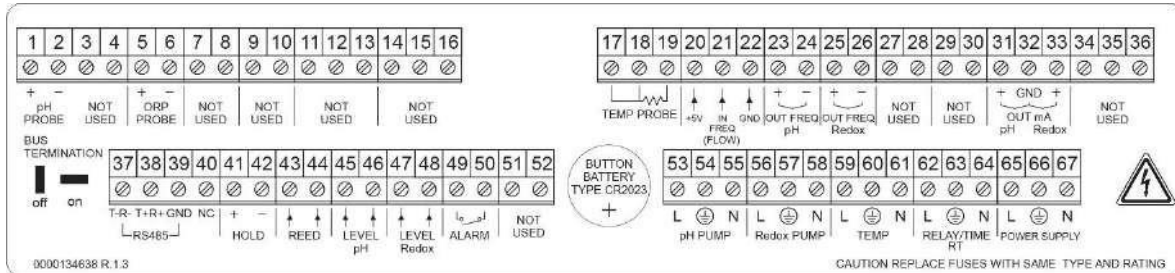 1 2 3 4 5 6 7 8 9 10 11 12 13 14 15 16
+ −
pH
PROBE
NOT
USED
+ −
ORP
PROBE
NOT
USED
NOT
USED
NOT
USED
NOT
USED
17 18 19 20 21 22 23 24 25 26 27 28 29 30 31 32 33 34 35 36
TEMP PROBE
+5V
IN
FREQ
(FLOW)
GND
+ −
OUT FREQ
pH
+ −
OUT FREQ
Redox
NOT
USED
NOT
USED
+ GND +
OUT mA
pH Redox
NOT
USED
BUS
TERMINATION
off on
37 38 39 40 41 42 43 44 45 46 47 48 49 50 51 52
T-R- T+R+ GND NC
RS485
+ −
HOLD
REED
LEVEL
pH
LEVEL
Redox
ALARM
NOT
USED
BUTTON
BATTERY
TYPE CR2023
+
53 54 55 56 57 58 59 60 61 62 63 64 65 66 67
L N L N L N L N L N
pH PUMP
Redox PUMP
TEMP
RELAY/TIME
RT
POWER SUPPLY
0000134638 R.1.3
CAUTION REPLACE FUSES WITH SAME TYPE AND RATING